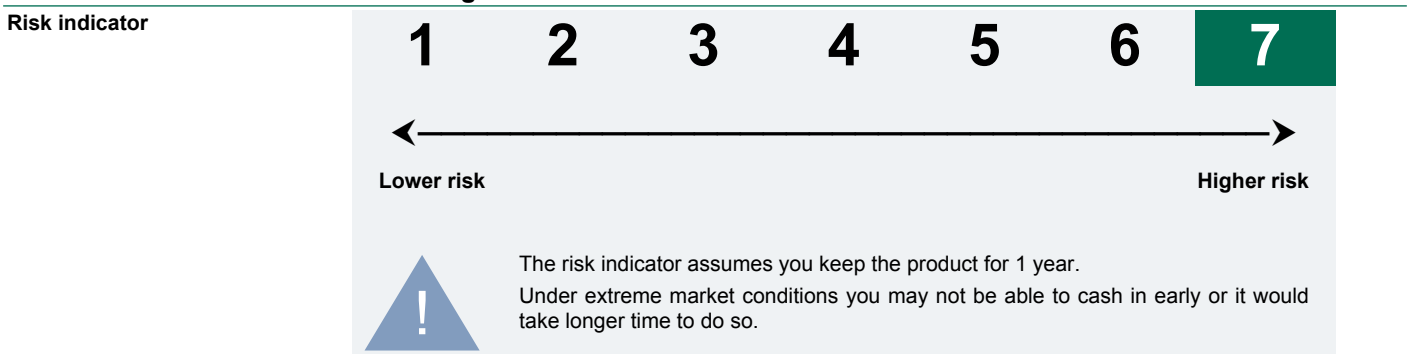 Risk indicator
1 2 3 4 5 6 7
Lower risk Higher risk
!
The risk indicator assumes you keep the product for 1 year.
Under extreme market conditions you may not be able to cash in early or it would
take longer time to do so.